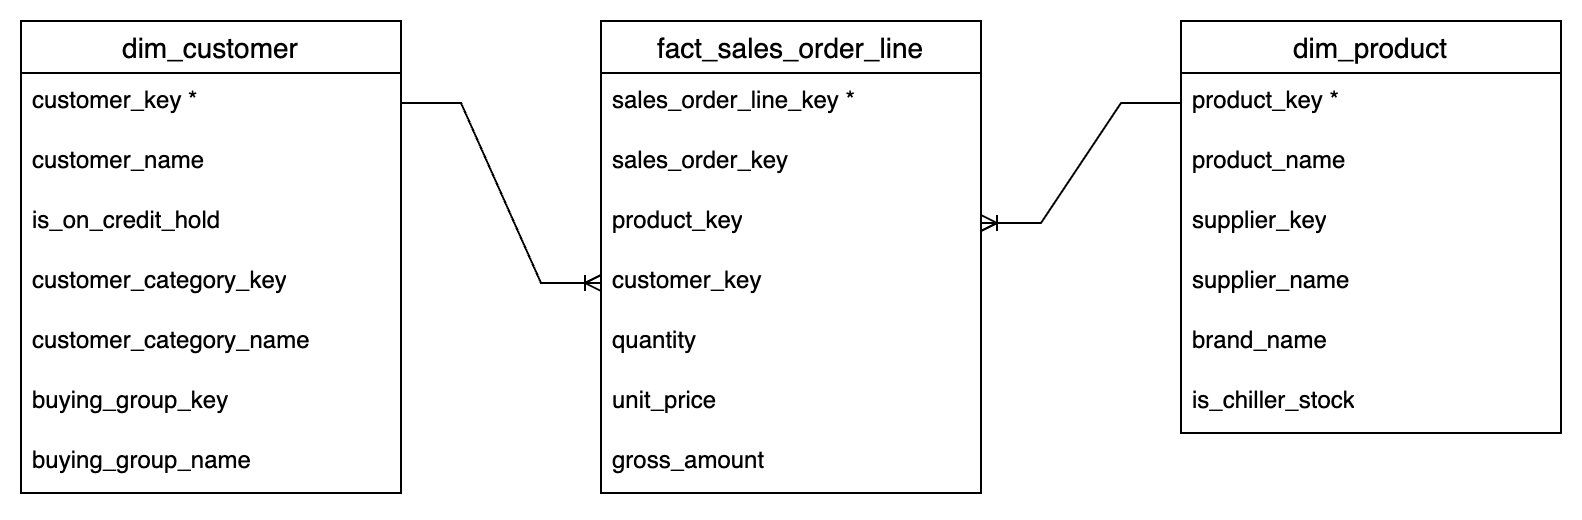 dim_customer
customer_key *
customer_name
is_on_credit_hold
customer_category_key
customer_category_name
buying_group_key
buying_group_name
fact_sales_order_line
sales_order_line_key *
sales_order_key
product_key
customer_key
quantity
unit_price
gross_amount
dim_product
product_key *
product_name
supplier_key
supplier_name
brand_name
is_chiller_stock